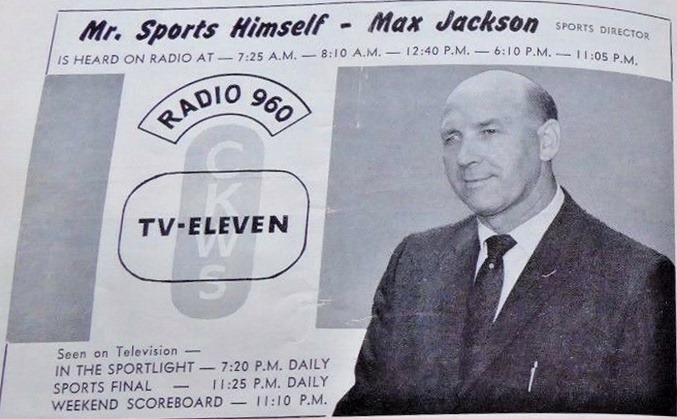 Mr. Sports Himself - Max Jackson SPORTS DIRECTOR
IS HEARD ON RADIO AT — 7:25 A.M. — 8:10 A.M. — 12:40 P.M. — 6:10 P.M. — 11:05 P.M.
RADIO 960
CKWS
TV-ELEVEN
Seen on Television —
IN THE SPORTLIGHT — 7:20 P.M. DAILY
SPORTS FINAL — 11:25 P.M. DAILY
WEEKEND SCOREBOARD — 11:10 P.M.